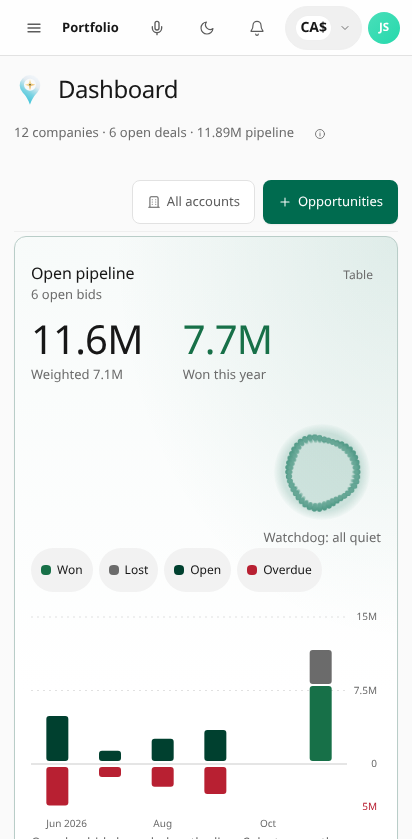 Portfolio
CA$
JS
Dashboard
12 companies · 6 open deals · 11.89M pipeline
All accounts
Opportunities
Open pipeline
Table
6 open bids
11.6M
7.7M
Weighted 7.1M
Won this year
Watchdog: all quiet
Won
Lost
Open
Overdue
15M
7.5M
0
5M
Jun 2026
Aug
Oct